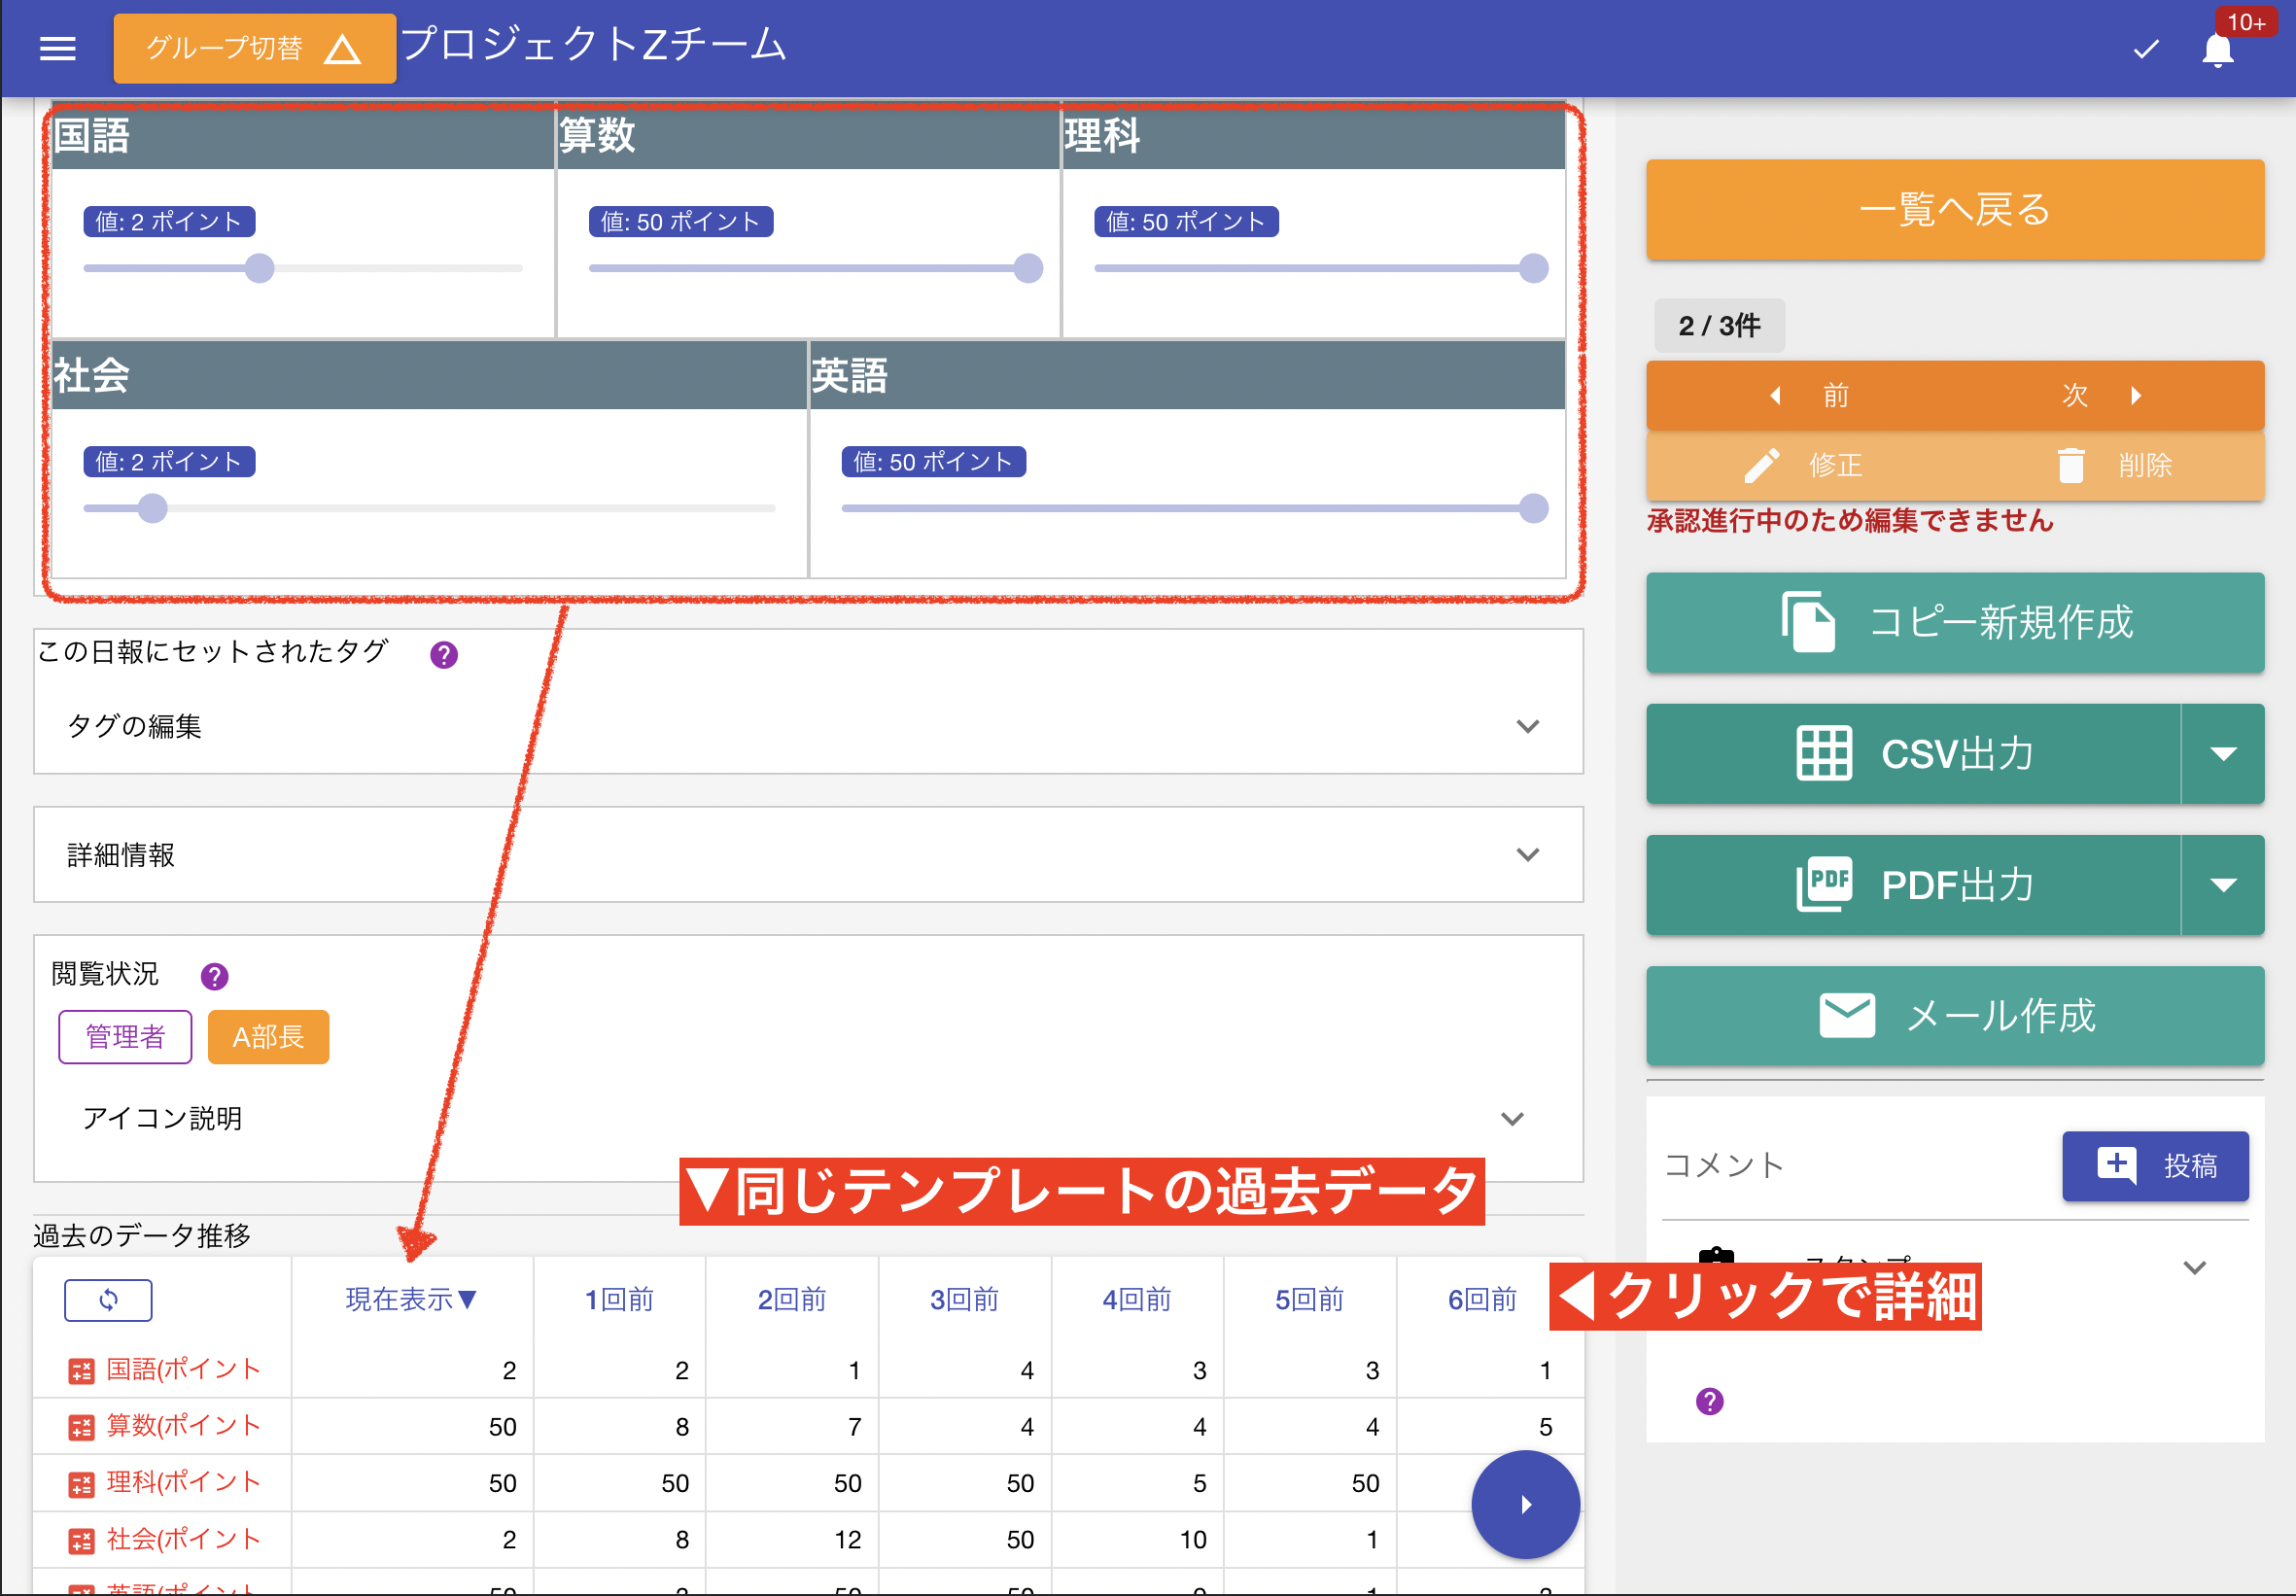 グループ切替
プロジェクトZチーム
10+
国語
算数
理科
値: 2 ポイント
値: 50 ポイント
値: 50 ポイント
社会
英語
値: 2 ポイント
値: 50 ポイント
この日報にセットされたタグ
?
タグの編集
詳細情報
閲覧状況
?
管理者
A部長
アイコン説明
▼同じテンプレートの過去データ
過去のデータ推移
現在表示▼ 1回前 2回前 3回前 4回前 5回前 6回前
◀クリックで詳細
国語(ポイント 2 2 1 4 3 3 1
算数(ポイント 50 8 7 4 4 4 5
理科(ポイント 50 50 50 50 5 50
社会(ポイント 2 8 12 50 10 1
英語(ポイント
一覧へ戻る
2 / 3件
前
次
修正
削除
承認進行中のため編集できません
コピー新規作成
CSV出力
PDF
PDF出力
メール作成
コメント
投稿
スタンプ
?